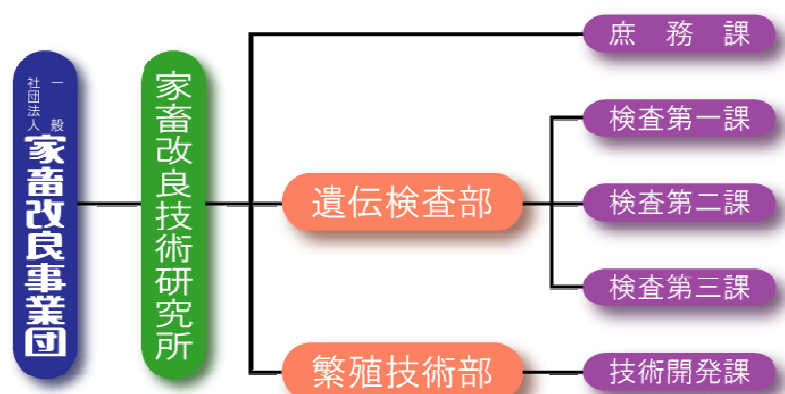 一般
社団法人
家畜改良事業団
家畜改良技術研究所
庶務課
遺伝検査部
検査第一課
検査第二課
検査第三課
繁殖技術部
技術開発課